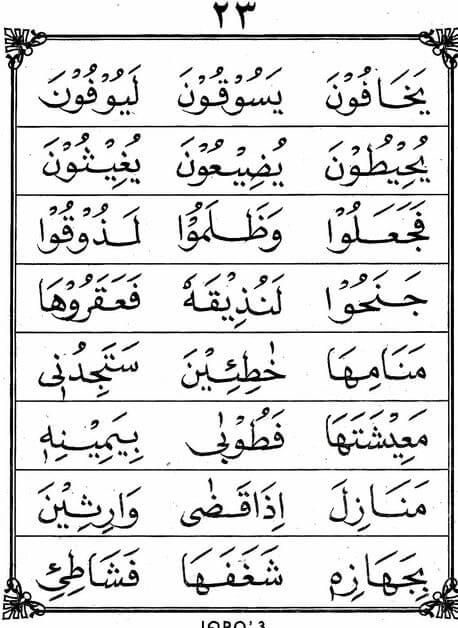 ٢٣
يَخَافُوْنَ يَسُوْقُوْنَ لَيُوْفُوْنَ
يُحِيْطُوْنَ يُضِيْعُوْنَ يُغِيْثُوْنَ
فَجَعَلُوْا وَظَلَمُوْا لَذُوْقُوْا
جَنَحُوْا لَنُذِيْقَهٗ فَعَقَرُوْهَا
مَنَامِهَا خٰطِئِيْنَ سَتَجِدُنِى
مَعِيْشَتَهَا فَطُوْبٰى بِيَمِيْنِهٖ
مَنَازِلَ اِذَاقَضٰى وَارِثِيْنَ
بِجَهَازِهٖ شَغَفَهَا فَشَاطِئِ
IQRO' 3